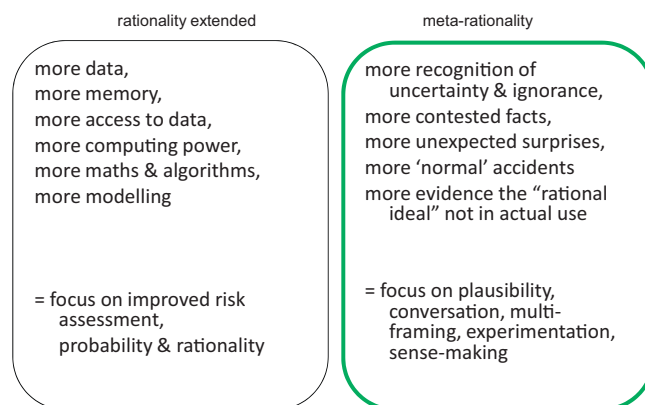 rationality extended
more data,
more memory,
more access to data,
more computing power,
more maths & algorithms,
more modelling
= focus on improved risk
assessment,
probability & rationality
meta-rationality
more recognition of
uncertainty & ignorance,
more contested facts,
more unexpected surprises,
more ‘normal’ accidents
more evidence the “rational
ideal” not in actual use
= focus on plausibility,
conversation, multi-
framing, experimentation,
sense-making